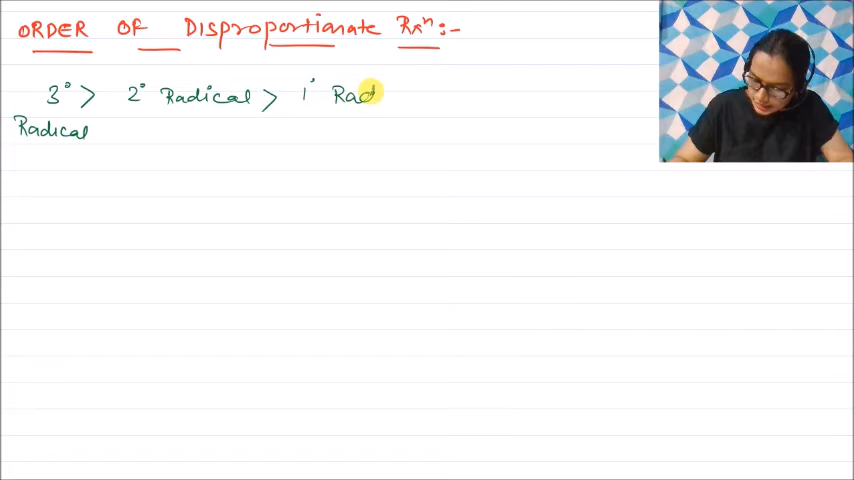 ORDER OF Disproportionate Rxⁿ:-
3° > 2° Radical > 1° Rad
Radical